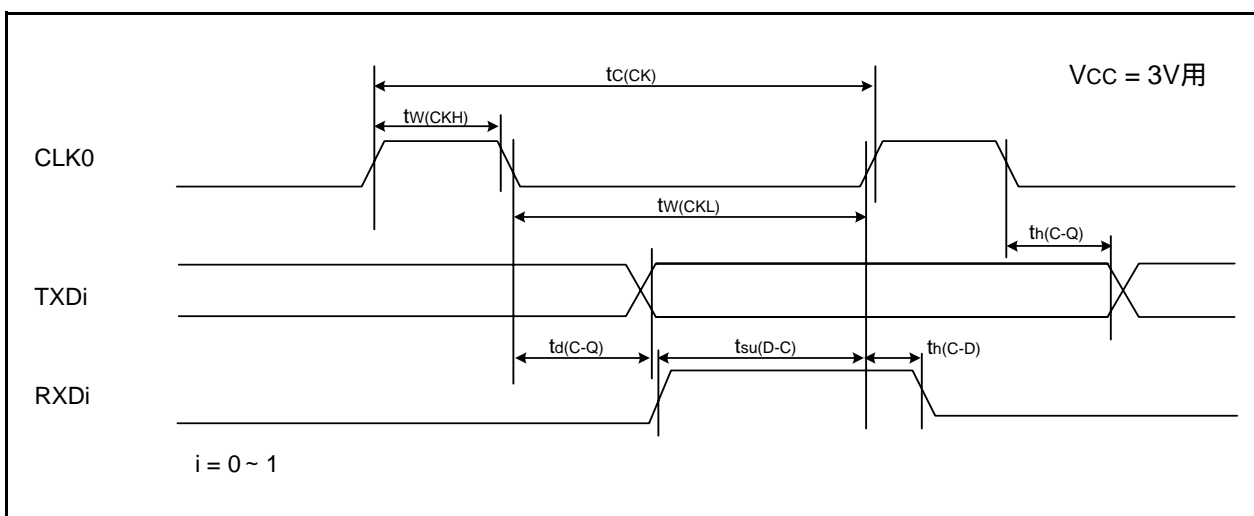 tC(CK)
VCC = 3V用
tW(CKH)
CLK0
tW(CKL)
th(C-Q)
TXDi
td(C-Q)
tsu(D-C)
th(C-D)
RXDi
i = 0 ~ 1